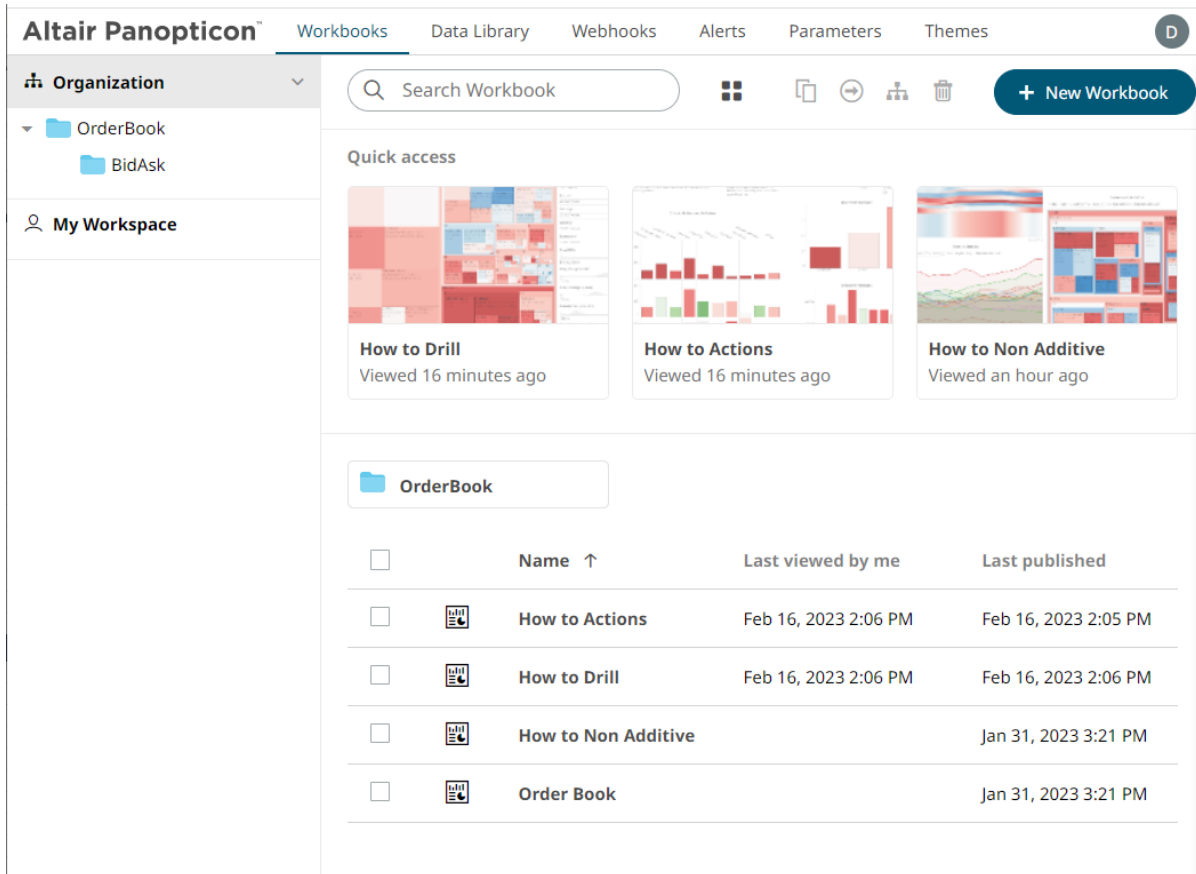 Altair Panopticon™ Workbooks Data Library Webhooks Alerts Parameters Themes D
Organization
OrderBook
BidAsk
My Workspace
Search Workbook
+ New Workbook
Quick access
How to Drill
Viewed 16 minutes ago
How to Actions
Viewed 16 minutes ago
How to Non Additive
Viewed an hour ago
OrderBook
Name ↑ Last viewed by me Last published
How to Actions Feb 16, 2023 2:06 PM Feb 16, 2023 2:05 PM
How to Drill Feb 16, 2023 2:06 PM Feb 16, 2023 2:06 PM
How to Non Additive Jan 31, 2023 3:21 PM
Order Book Jan 31, 2023 3:21 PM